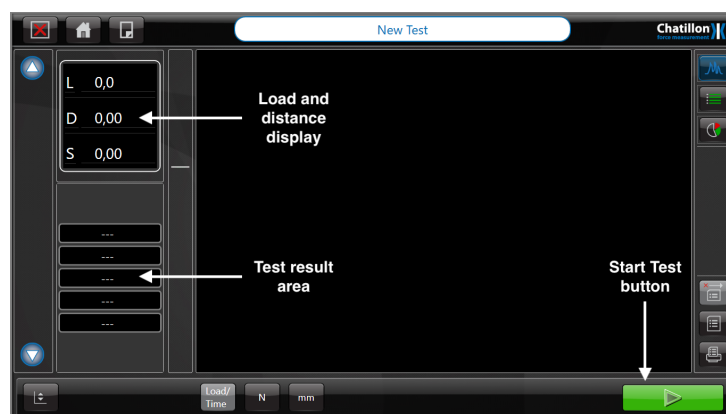 New Test
Chatillon
force measurement
L 0,0
D 0,00
S 0,00
Load and
distance
display
---
---
---
---
---
Test result
area
Start Test
button
Load/
Time
N
mm